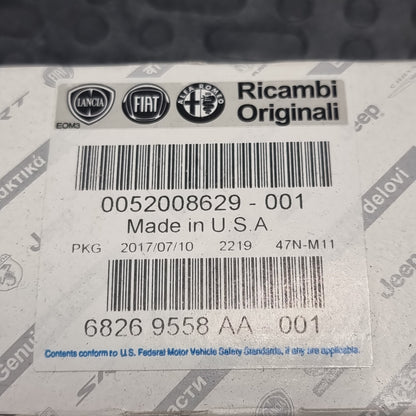 LANCIA
FIAT
ALFA ROMEO
Ricambi
Originali
EOM3
0052008629 - 001
Made in U.S.A
PKG 2017/07/10 2219 47N-M11
6826 9558 AA - 001
Contents conform to U.S. Federal Motor Vehicle Safety Standards, if any are applicable.
Jeep
delovi
Genu